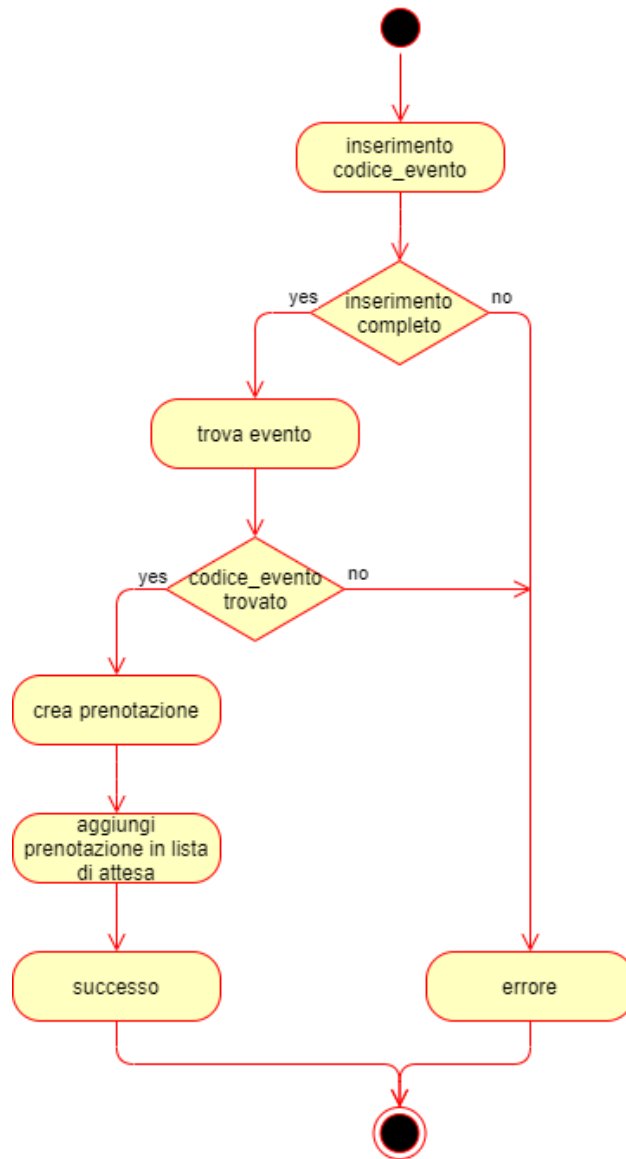 inserimento
codice_evento
yes
inserimento
completo
no
trova evento
yes
codice_evento
trovato
no
crea prenotazione
aggiungi
prenotazione in lista
di attesa
successo
errore